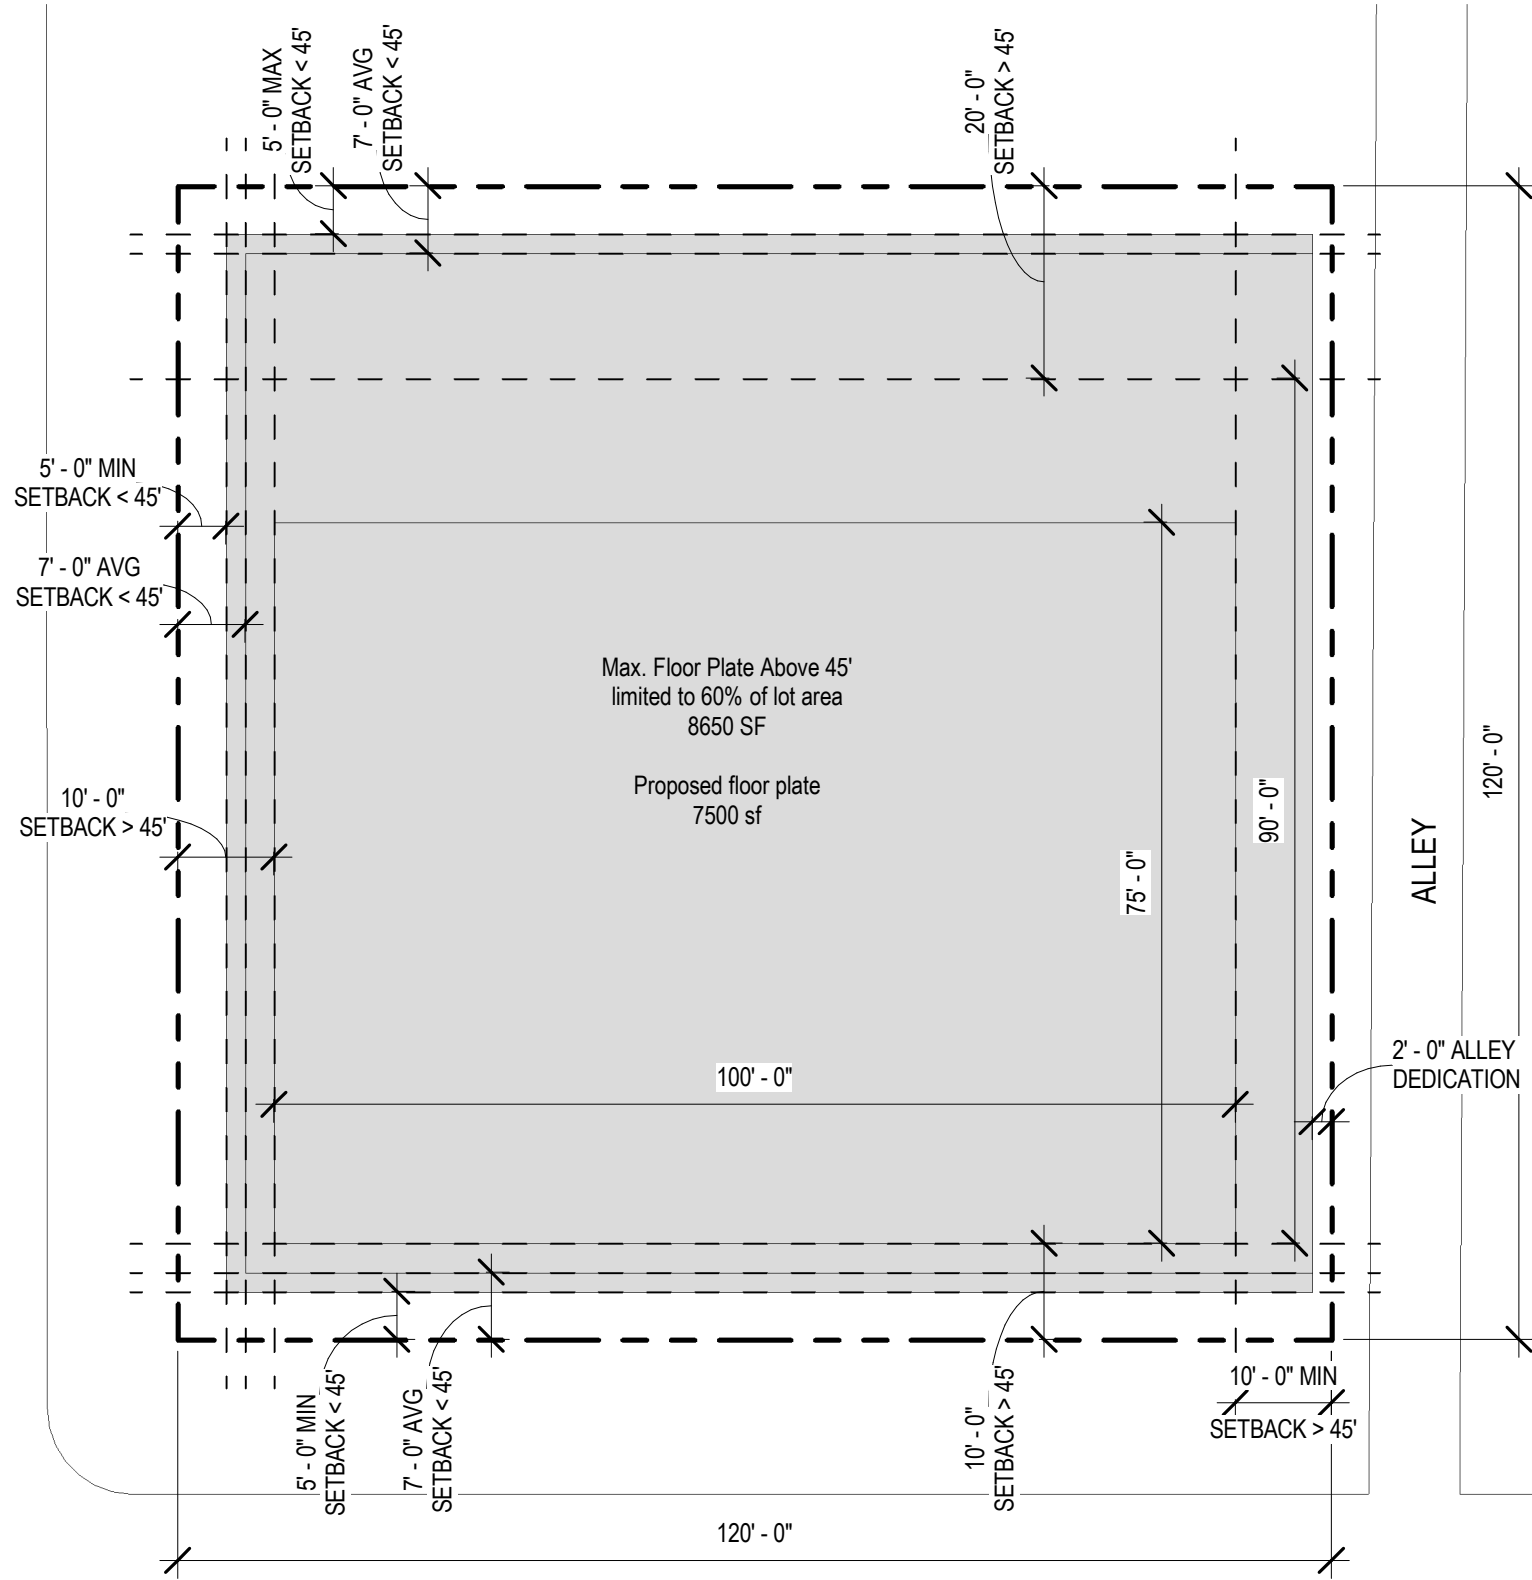 5' - 0" MAX
SETBACK < 45'
7' - 0" AVG
SETBACK < 45'
20' - 0"
SETBACK > 45'
5' - 0" MIN
SETBACK < 45'
7' - 0" AVG
SETBACK < 45'
10' - 0"
SETBACK > 45'
Max. Floor Plate Above 45'
limited to 60% of lot area
8650 SF
Proposed floor plate
7500 sf
75' - 0"
90' - 0"
120' - 0"
ALLEY
100' - 0"
2' - 0" ALLEY
DEDICATION
5' - 0" MIN
SETBACK < 45'
7' - 0" AVG
SETBACK < 45'
10' - 0"
SETBACK > 45'
10' - 0" MIN
SETBACK > 45'
120' - 0"